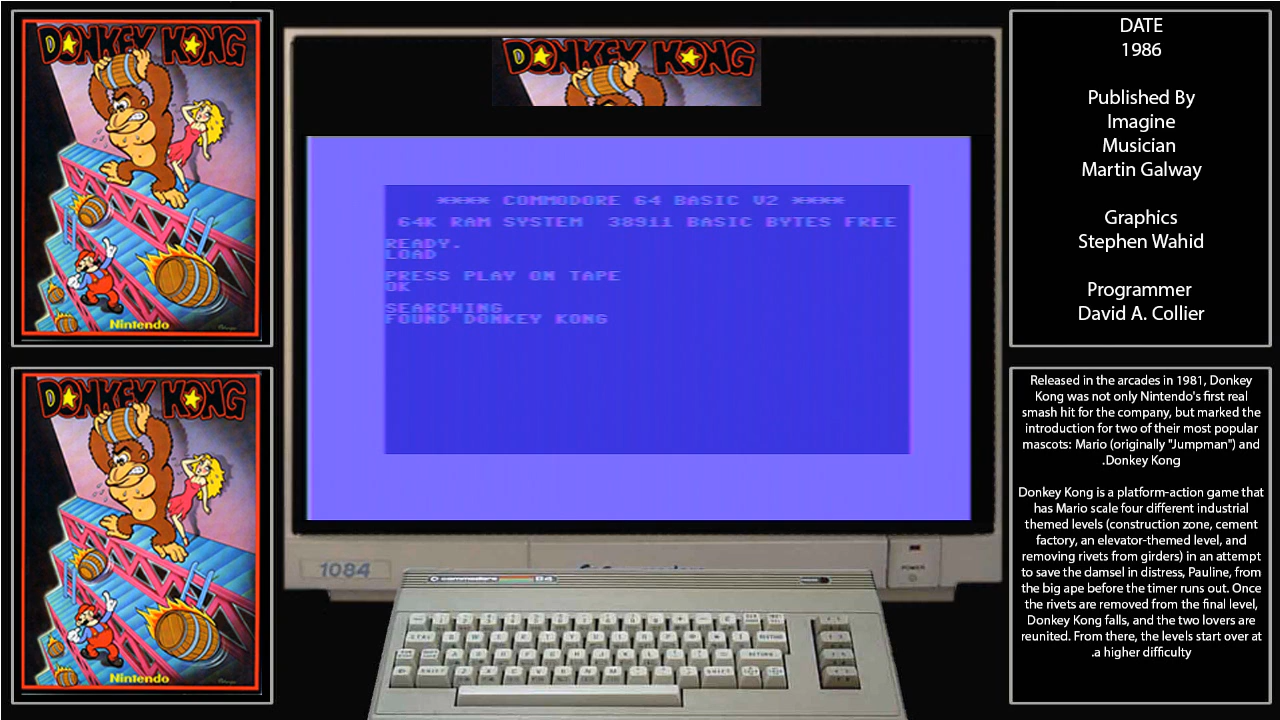 DONKEY KONG
Nintendo
DONKEY KONG
Nintendo
DONKEY KONG
**** COMMODORE 64 BASIC V2 ****
64K RAM SYSTEM 38911 BASIC BYTES FREE
READY.
LOAD
PRESS PLAY ON TAPE
OK
SEARCHING
FOUND DONKEY KONG
1084
POWER
commodore 64
RESTORE
RETURN
SHIFT
SHIFT
DATE
1986
Published By
Imagine
Musician
Martin Galway
Graphics
Stephen Wahid
Programmer
David A. Collier
Released in the arcades in 1981, Donkey
Kong was not only Nintendo's first real
smash hit for the company, but marked the
introduction for two of their most popular
mascots: Mario (originally "Jumpman") and
.Donkey Kong
Donkey Kong is a platform-action game that
has Mario scale four different industrial
themed levels (construction zone, cement
factory, an elevator-themed level, and
removing rivets from girders) in an attempt
to save the damsel in distress, Pauline, from
the big ape before the timer runs out. Once
the rivets are removed from the final level,
Donkey Kong falls, and the two lovers are
reunited. From there, the levels start over at
.a higher difficulty